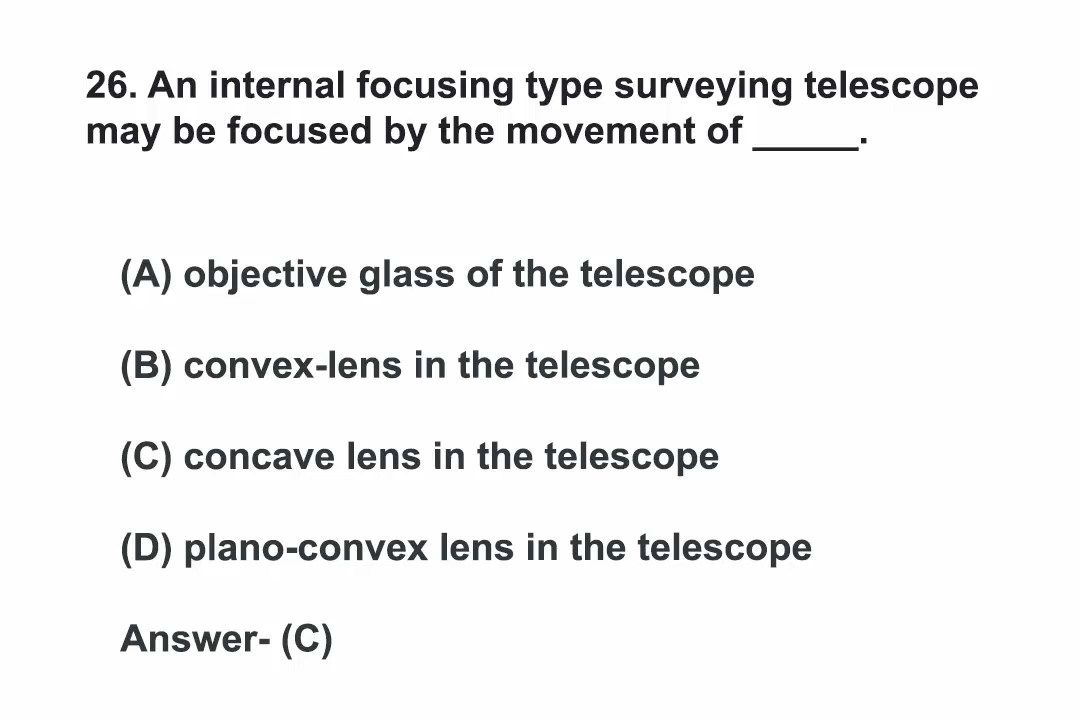 26. An internal focusing type surveying telescope
may be focused by the movement of _____.
(A) objective glass of the telescope
(B) convex-lens in the telescope
(C) concave lens in the telescope
(D) plano-convex lens in the telescope
Answer- (C)